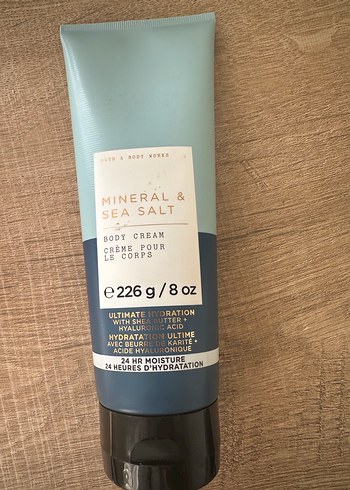 BATH & BODY WORKS
MINERAL &
SEA SALT
BODY CREAM
CRÈME POUR
LE CORPS
e 226 g / 8 oz
ULTIMATE HYDRATION
WITH SHEA BUTTER +
HYALURONIC ACID
HYDRATATION ULTIME
AVEC BEURRE DE KARITÉ +
ACIDE HYALURONIQUE
24 HR MOISTURE
24 HEURES D'HYDRATATION